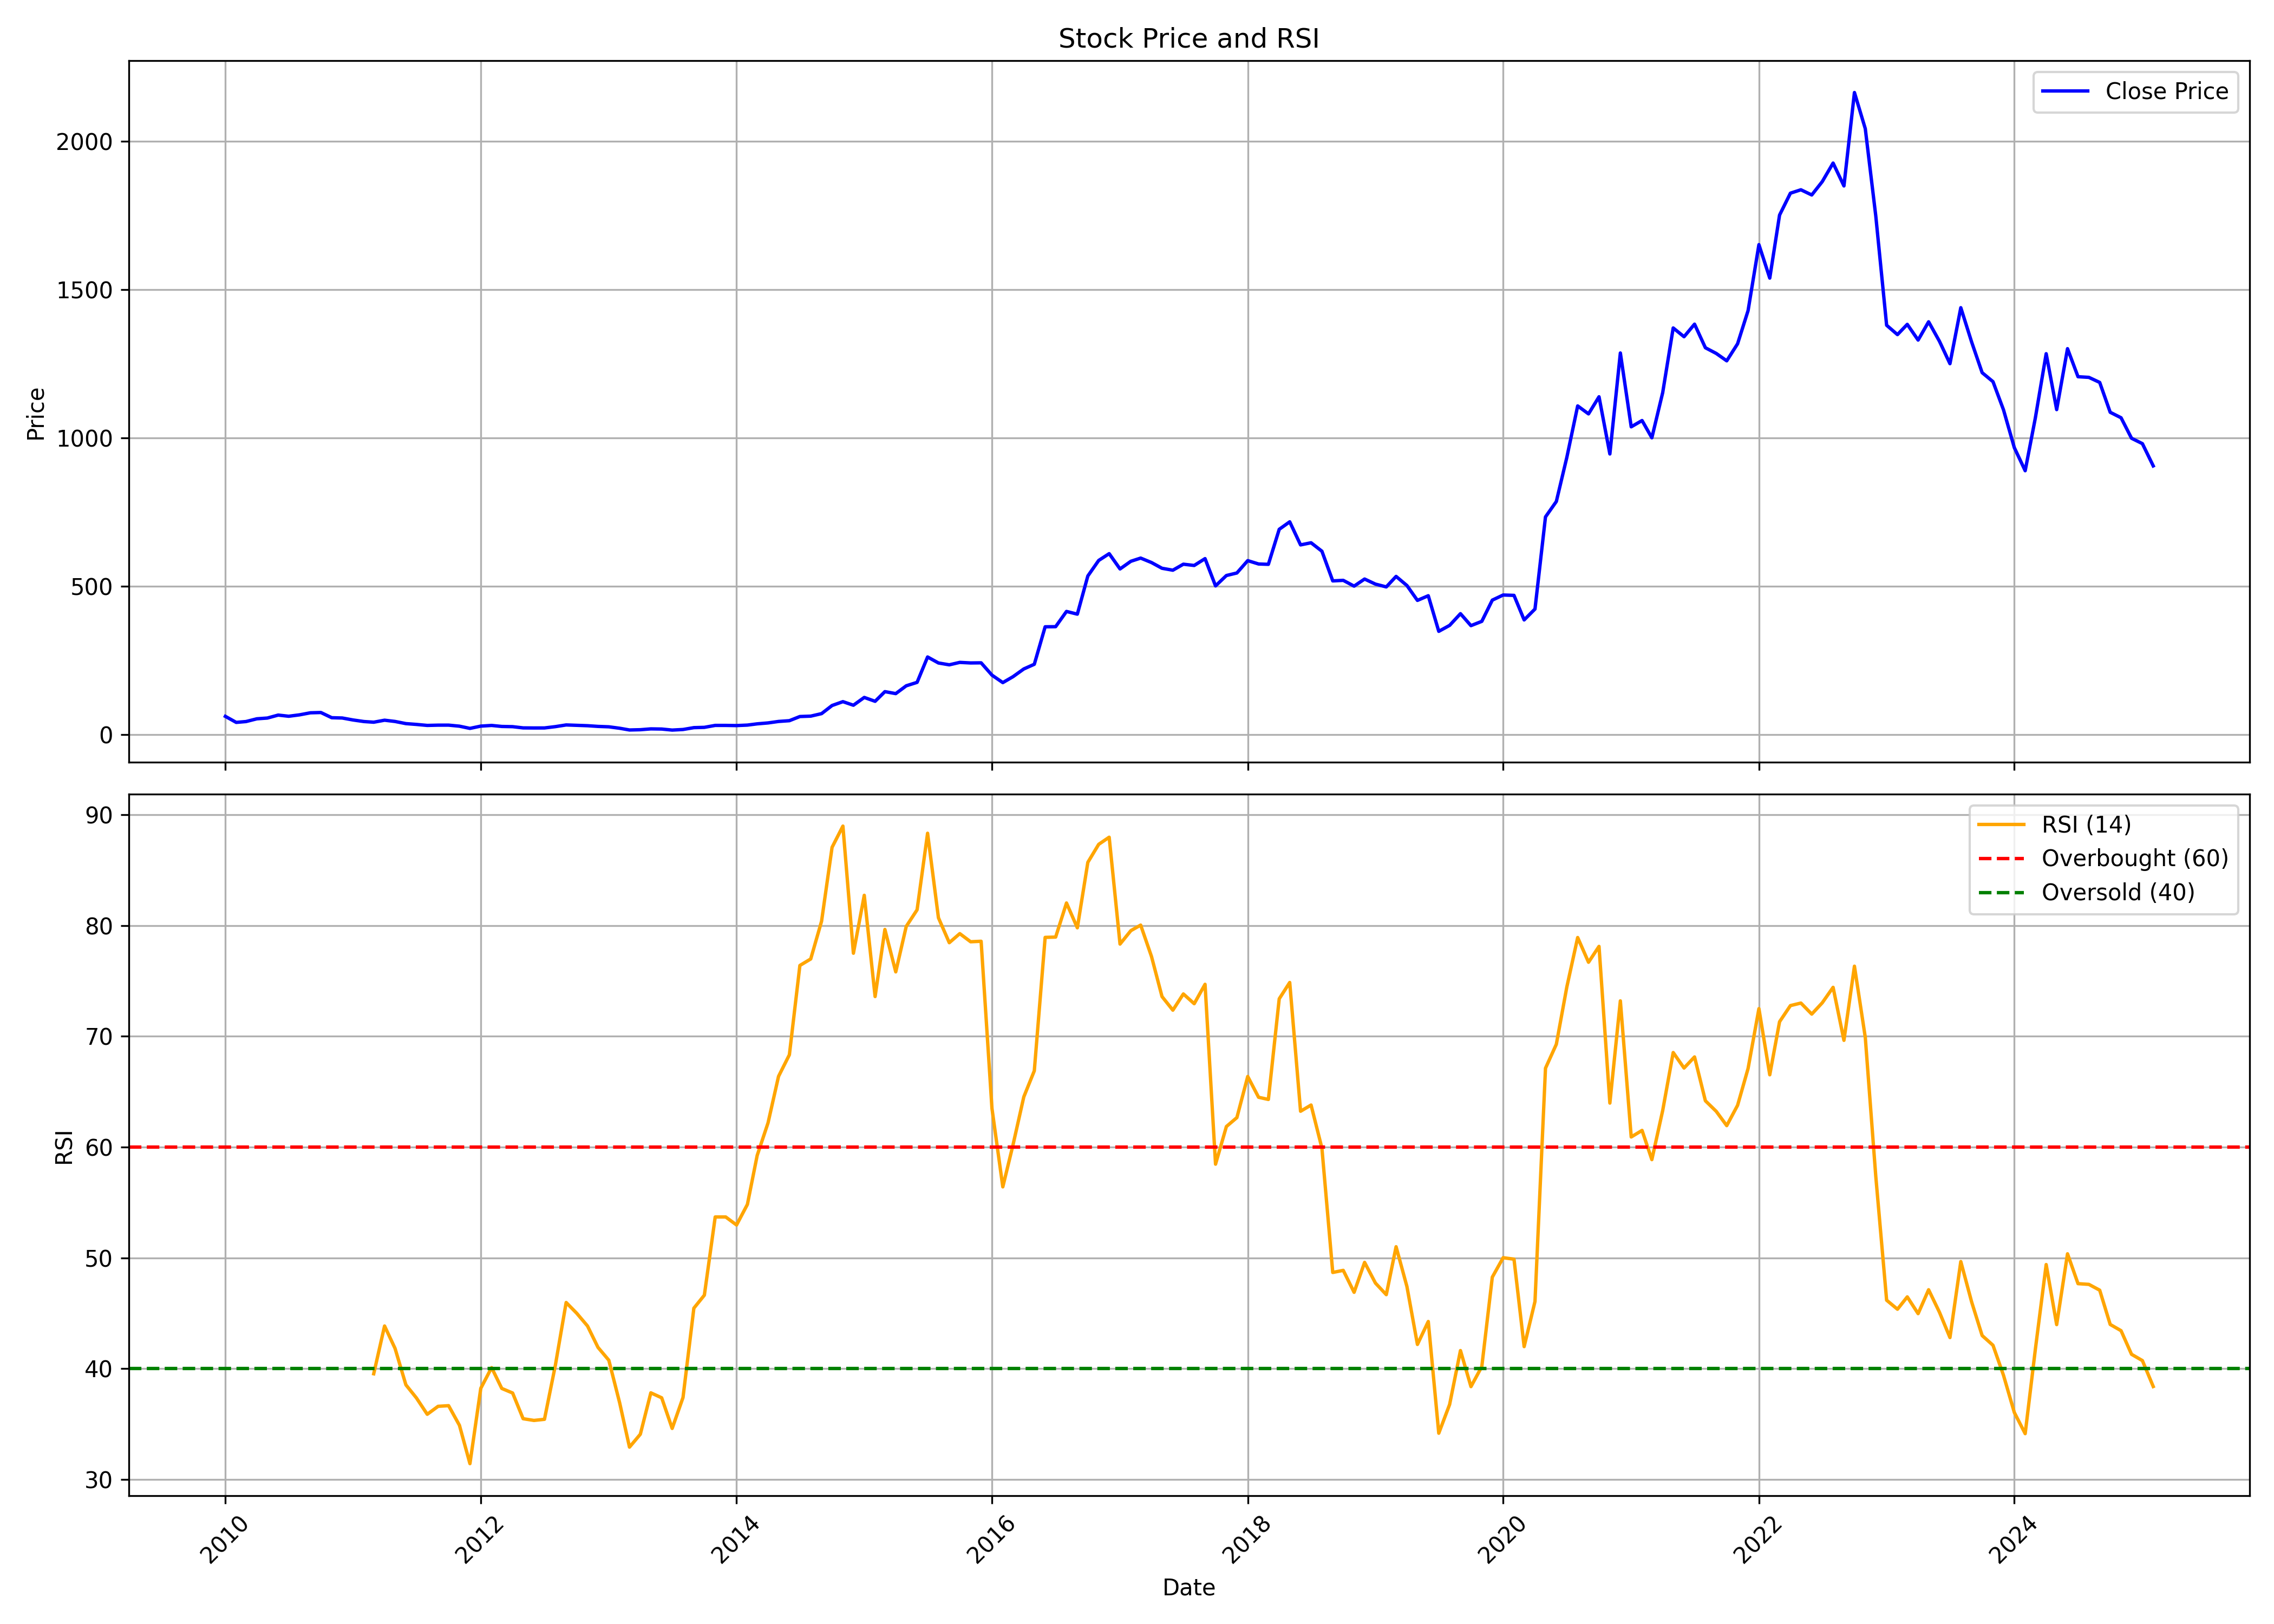 Stock Price and RSI
Close Price
2000
1500
1000
500
0
Price
90
80
70
60
50
40
30
RSI
RSI (14)
Overbought (60)
Oversold (40)
2010
2012
2014
2016
2018
2020
2022
2024
Date